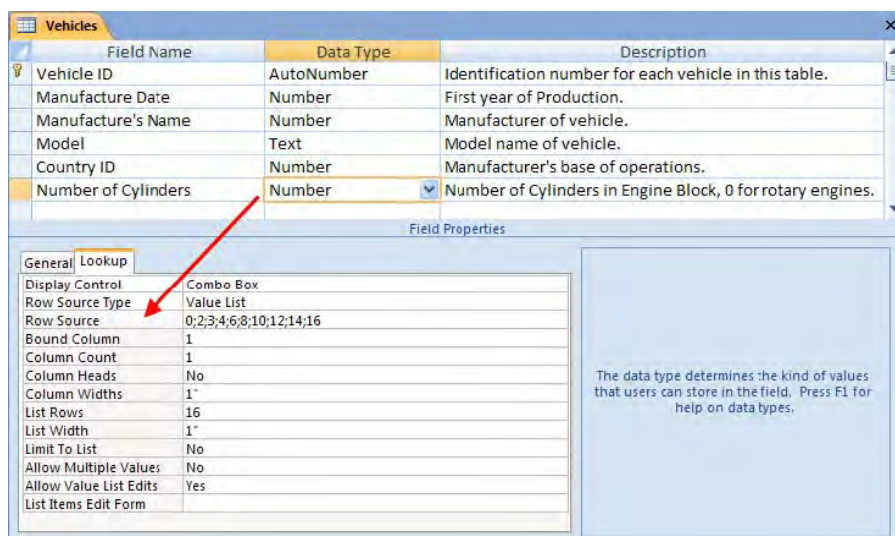 Vehicles
Field Name Data Type Description
Vehicle ID AutoNumber Identification number for each vehicle in this table.
Manufacture Date Number First year of Production.
Manufacture's Name Number Manufacturer of vehicle.
Model Text Model name of vehicle.
Country ID Number Manufacturer's base of operations.
Number of Cylinders Number Number of Cylinders in Engine Block, 0 for rotary engines.
Field Properties
General Lookup
Display Control Combo Box
Row Source Type Value List
Row Source 0;2;3;4;6;8;10;12;14;16
Bound Column 1
Column Count 1
Column Heads No
Column Widths 1"
List Rows 16
List Width 1"
Limit To List No
Allow Multiple Values No
Allow Value List Edits Yes
List Items Edit Form
The data type determines the kind of values
that users can store in the field. Press F1 for
help on data types.